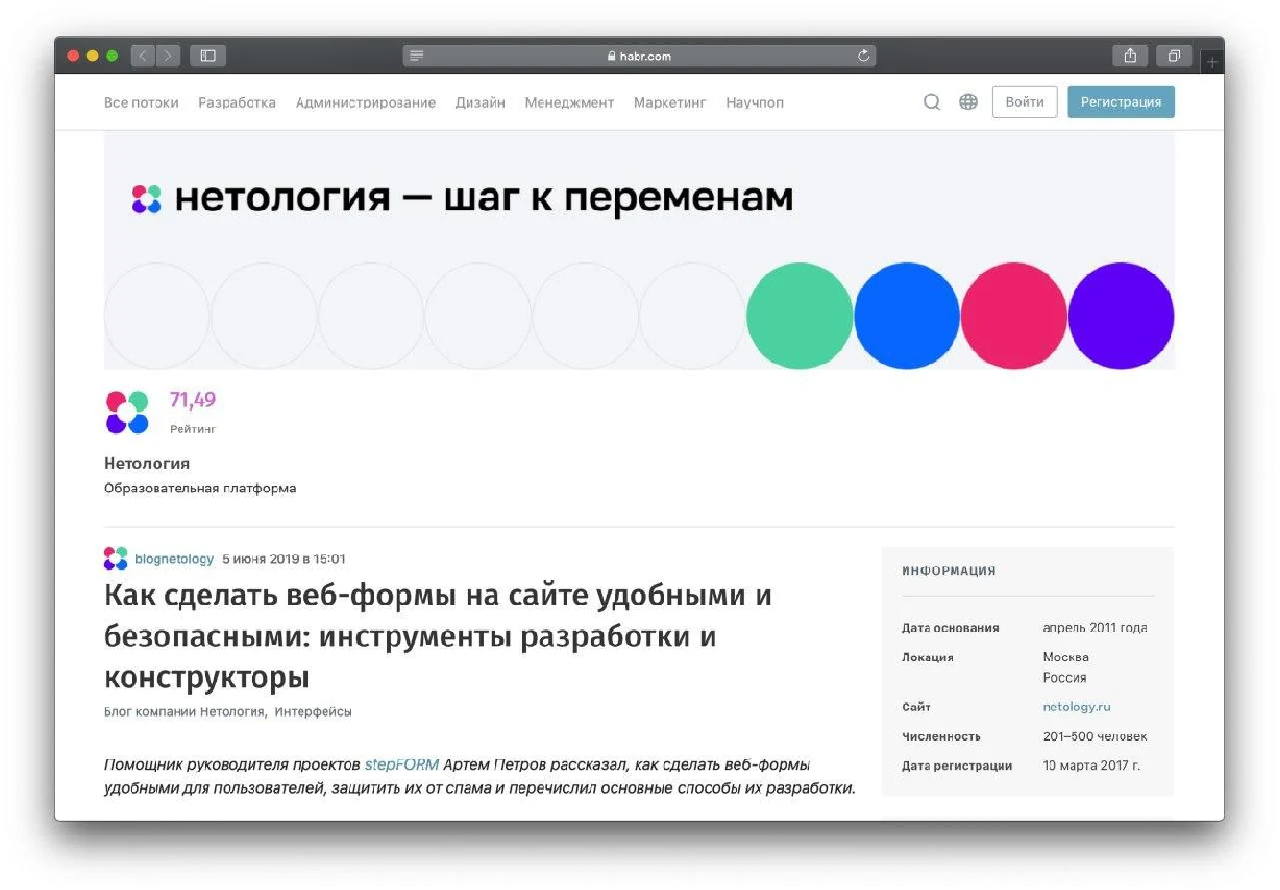 habr.com
Все потоки Разработка Администрирование Дизайн Менеджмент Маркетинг Научпоп Войти Регистрация
нетология — шаг к переменам
71,49
Рейтинг
Нетология
Образовательная платформа
blognetology 5 июня 2019 в 15:01
Как сделать веб-формы на сайте удобными и
безопасными: инструменты разработки и
конструкторы
Блог компании Нетология, Интерфейсы
Помощник руководителя проектов stepFORM Артем Петров рассказал, как сделать веб-формы
удобными для пользователей, защитить их от спама и перечислил основные способы их разработки.
ИНФОРМАЦИЯ
Дата основания апрель 2011 года
Локация Москва
Россия
Сайт netology.ru
Численность 201–500 человек
Дата регистрации 10 марта 2017 г.